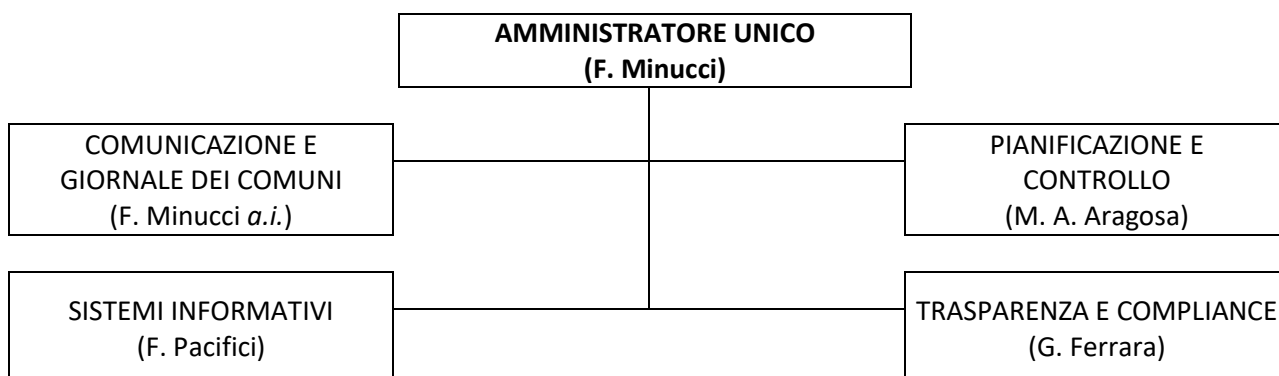 AMMINISTRATORE UNICO
(F. Minucci)
COMUNICAZIONE E
GIORNALE DEI COMUNI
(F. Minucci a.i.)
PIANIFICAZIONE E
CONTROLLO
(M. A. Aragosa)
SISTEMI INFORMATIVI
(F. Pacifici)
TRASPARENZA E COMPLIANCE
(G. Ferrara)